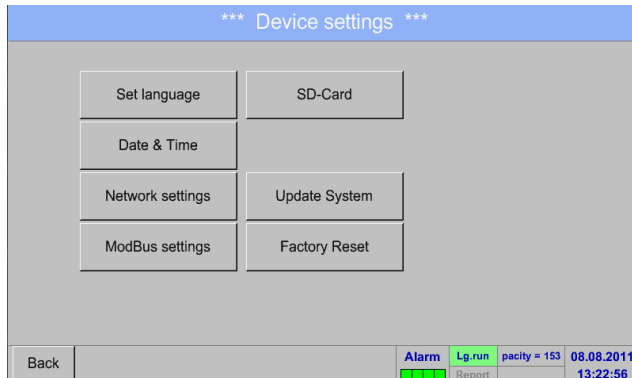 *** Device settings ***
Set language
SD-Card
Date & Time
Network settings
Update System
ModBus settings
Factory Reset
Back
Alarm
Lg.run
pacity = 153
08.08.2011
Report
13:22:56